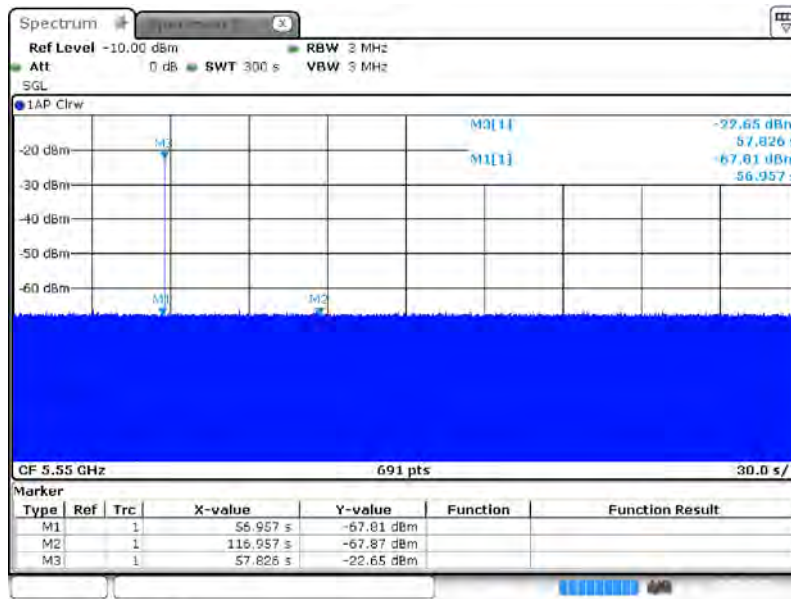 Spectrum
X
Ref Level -10.00 dBm RBW 3 MHz
Att 0 dB SWT 300 s VBW 3 MHz
SGL
1AP Clrw
M3[1] -22.65 dBm
57.826 s
M1[1] -67.81 dBm
56.957 s
-20 dBm
M3
-30 dBm
-40 dBm
-50 dBm
-60 dBm
M1 M2
CF 5.55 GHz 691 pts 30.0 s/
Marker
Type Ref Trc X-value Y-value Function Function Result
M1 1 56.957 s -67.81 dBm
M2 1 116.957 s -67.87 dBm
M3 1 57.826 s -22.65 dBm